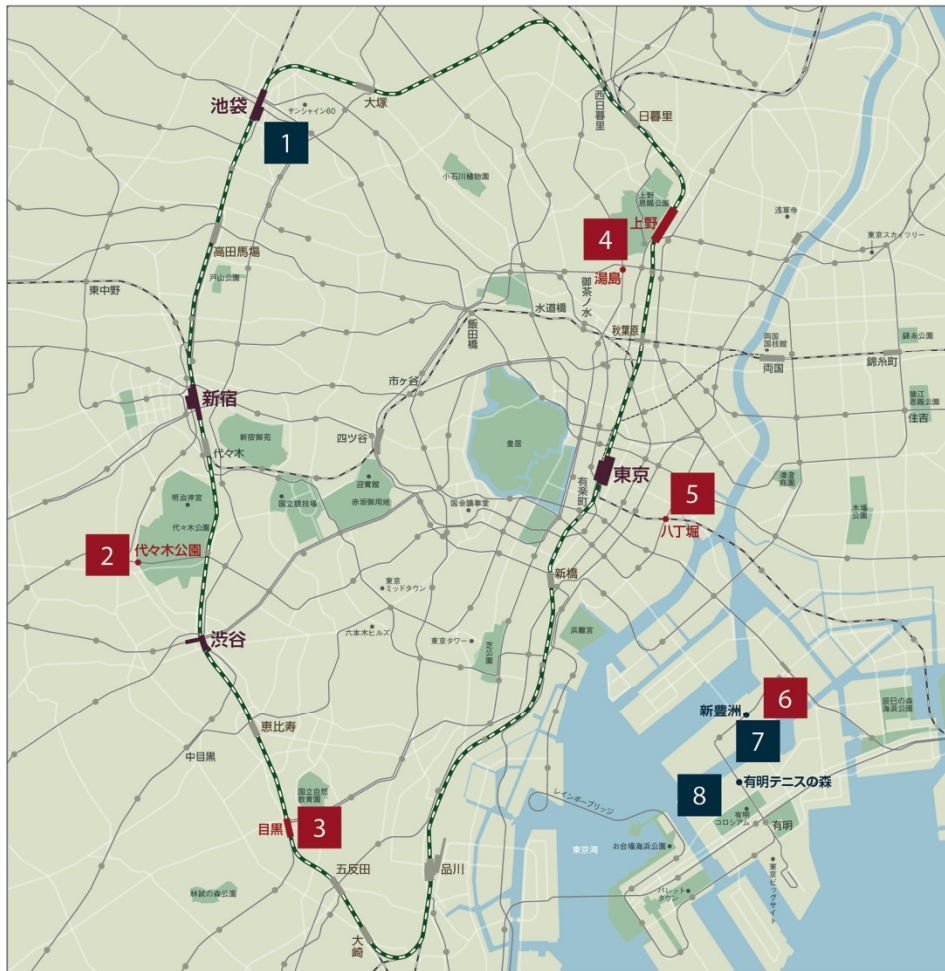 池袋
サンシャイン60
1
大塚
西日暮里
日暮里
小石川植物園
上野
恩賜公園
上野
4
湯島
浅草寺
東京スカイツリー
高田馬場
戸山公園
東中野
飯田橋
水道橋
御茶ノ水
秋葉原
両国
国技館
両国
錦糸公園
錦糸町
猿江
恩賜公園
住吉
市ヶ谷
新宿
新宿御苑
四ツ谷
代々木
皇居
東京
有楽町
清澄
庭園
木場
公園
明治神宮
代々木公園
国立競技場
迎賓館
赤坂御用地
国会議事堂
5
八丁堀
2
代々木公園
新橋
東京
ミッドタウン
渋谷
六本木ヒルズ
東京タワー
芝公園
浜離宮
恵比寿
中目黒
新豊洲
6
7
辰巳の森
海浜公園
8
有明テニスの森
国立自然
教育園
目黒
3
レインボーブリッジ
有明
コロシアム
有明
東京湾
お台場海浜公園
五反田
品川
パレット
タウン
東京ビッグサイト
林試の森公園
大崎